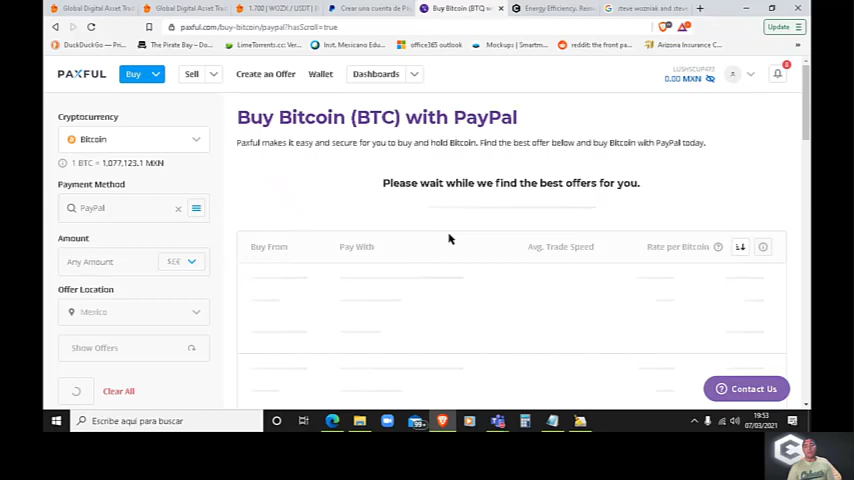 Global Digital Asset Trad
Global Digital Asset Trad
1.700 | WOZX / USDT |
Crear una cuenta de Pa
Buy Bitcoin (BTC) w
Energy Efficiency. Rein
steve wozniak and steve
paxful.com/buy-bitcoin/paypal?hasScroll=true
Update
DuckDuckGo — Pri...
The Pirate Bay – Do...
LimeTorrents.cc: Tor...
Inst. Mexicano Educ...
office365 outlook
Mockups | Smartm...
reddit: the front pa...
Arizona Insurance C...
PAXFUL
Buy
Sell
Create an Offer
Wallet
Dashboards
0.00 MXN
Cryptocurrency
Bitcoin
1 BTC = 1,077,123.1 MXN
Payment Method
PayPal
Amount
Any Amount
Offer Location
Mexico
Show Offers
Clear All
Buy Bitcoin (BTC) with PayPal
Paxful makes it easy and secure for you to buy and hold Bitcoin. Find the best offer below and buy Bitcoin with PayPal today.
Please wait while we find the best offers for you.
Buy From
Pay With
Avg. Trade Speed
Rate per Bitcoin
Contact Us
Escribe aquí para buscar
99+
19:53
07/03/2021